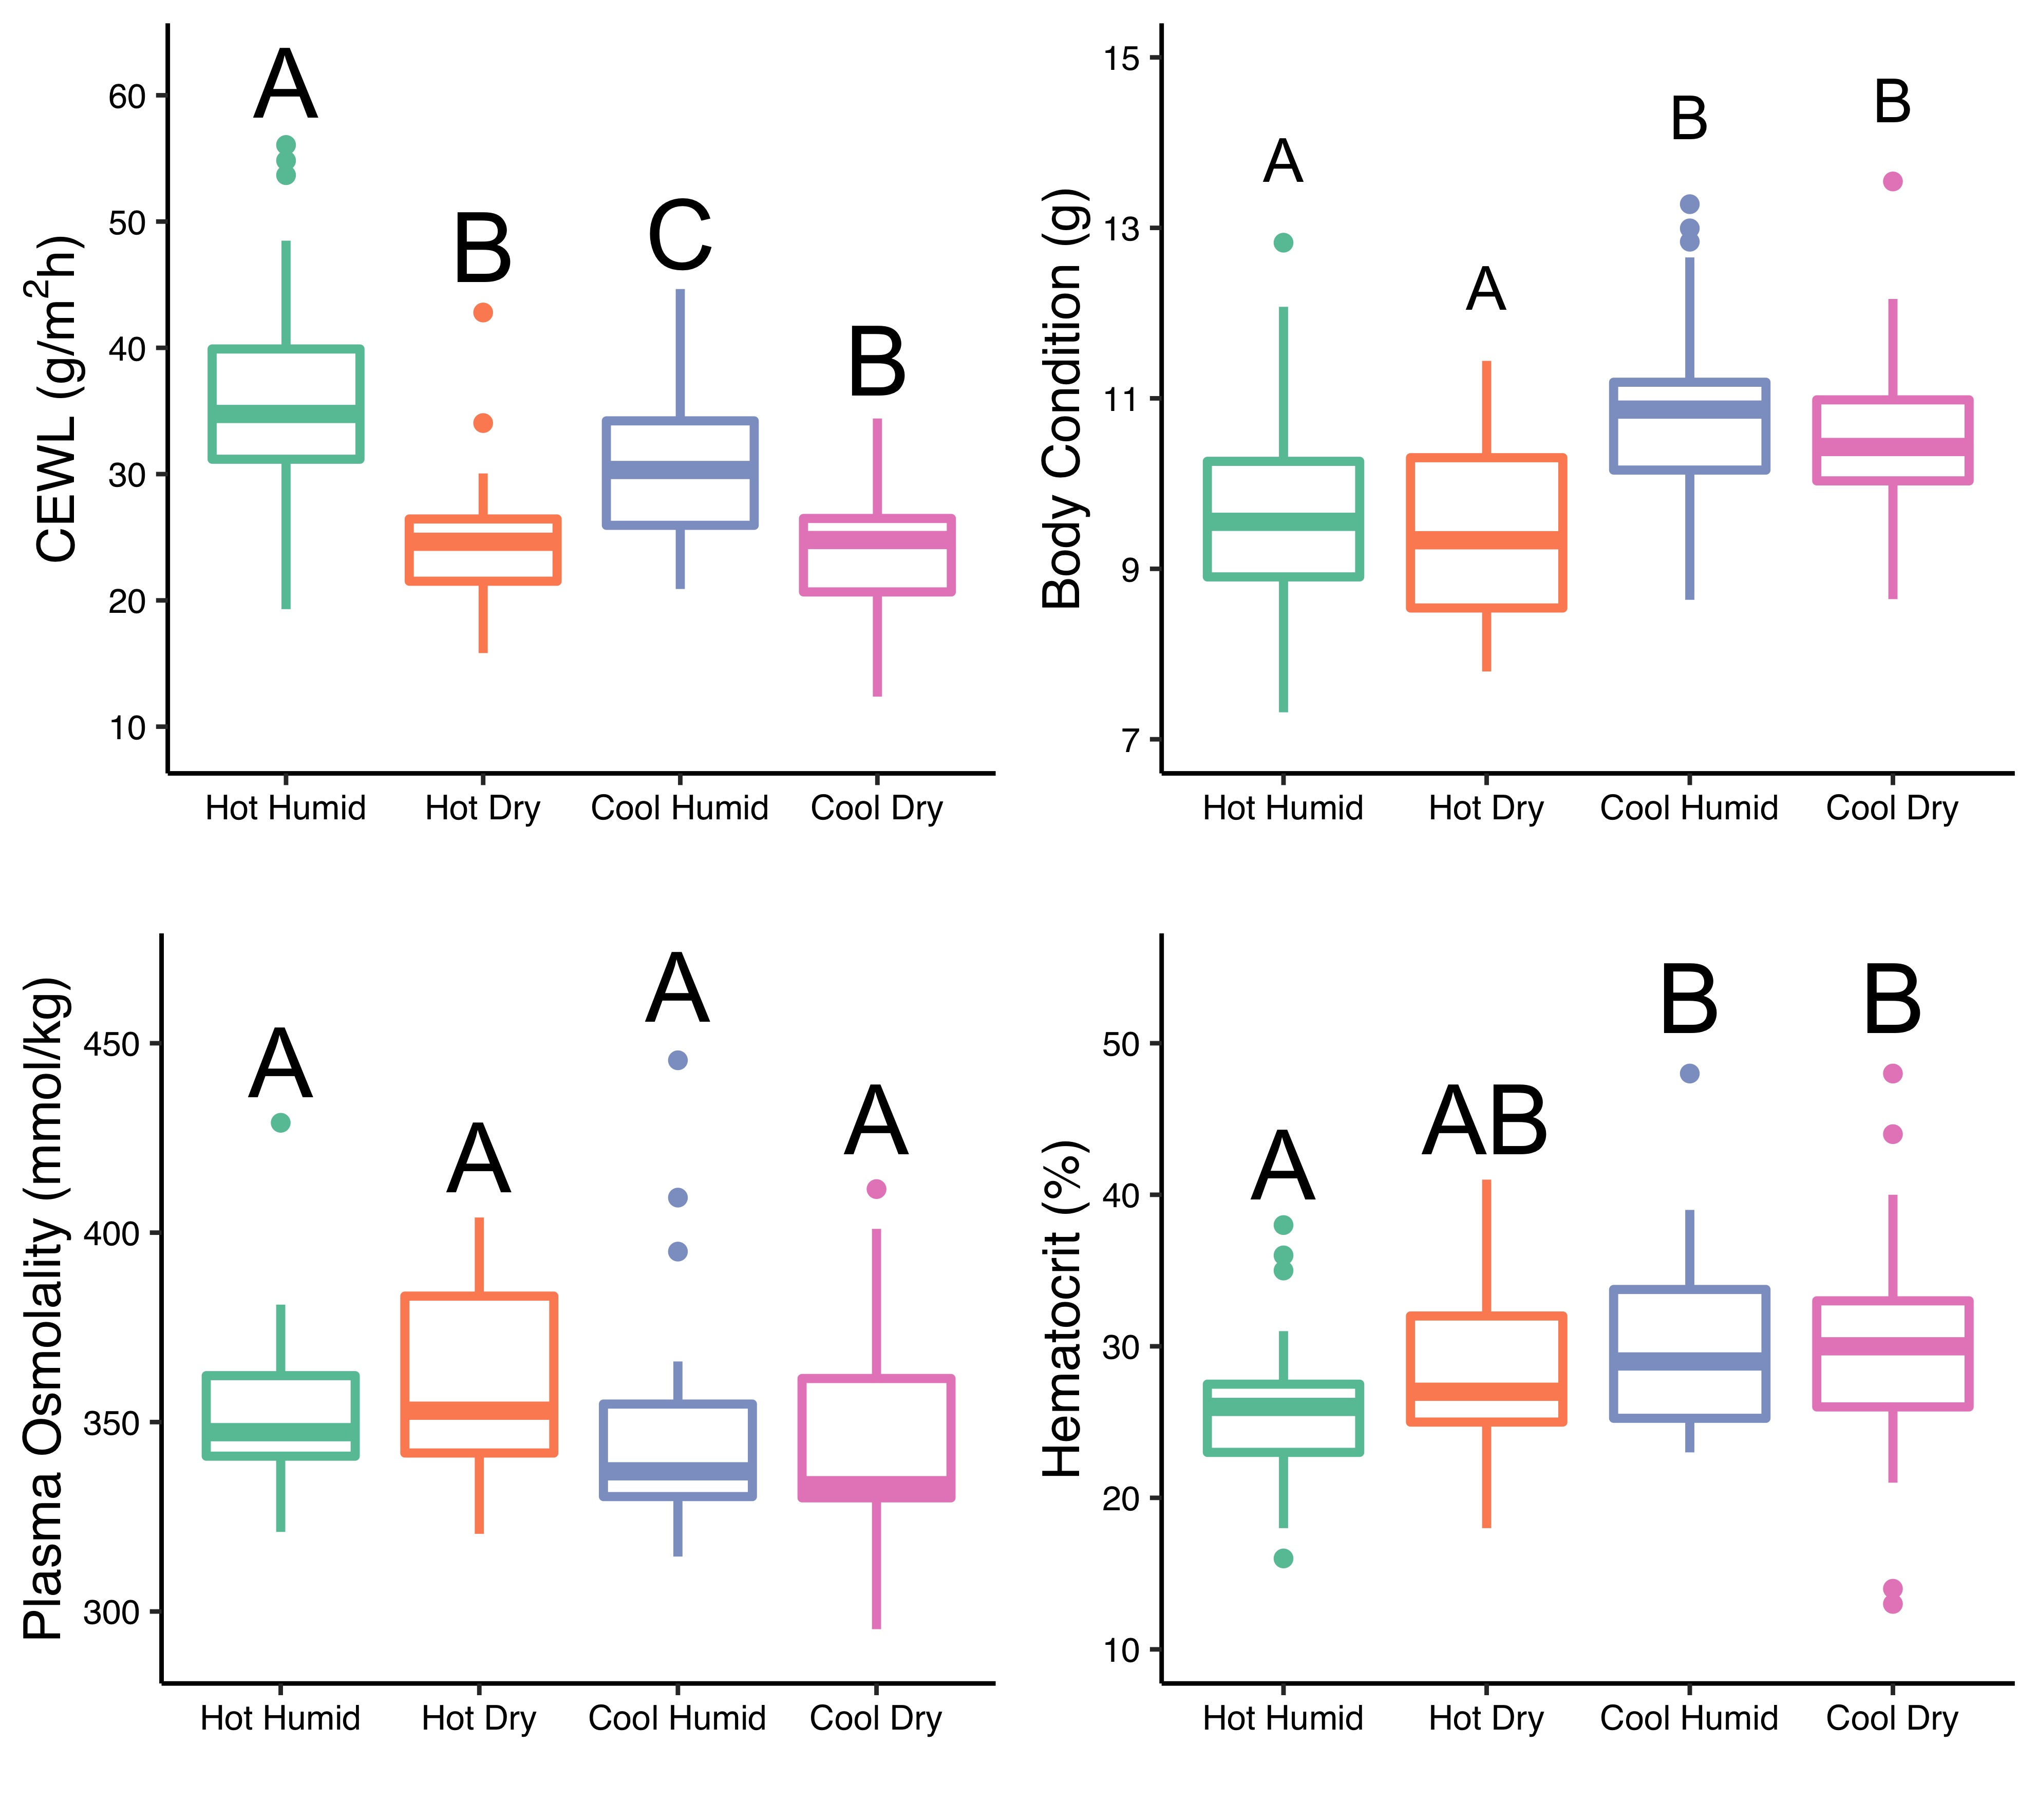 CEWL (g/m²h)
60
50
40
30
20
10
A
B
C
B
Hot Humid
Hot Dry
Cool Humid
Cool Dry
Body Condition (g)
15
13
11
9
7
A
A
B
B
Hot Humid
Hot Dry
Cool Humid
Cool Dry
Plasma Osmolality (mmol/kg)
450
400
350
300
A
A
A
A
Hot Humid
Hot Dry
Cool Humid
Cool Dry
Hematocrit (%)
50
40
30
20
10
A
AB
B
B
Hot Humid
Hot Dry
Cool Humid
Cool Dry